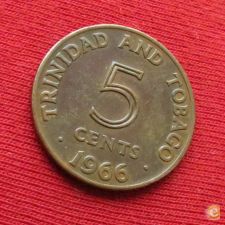 TRINIDAD AND TOBAGO
5
CENTS
· 1966 ·